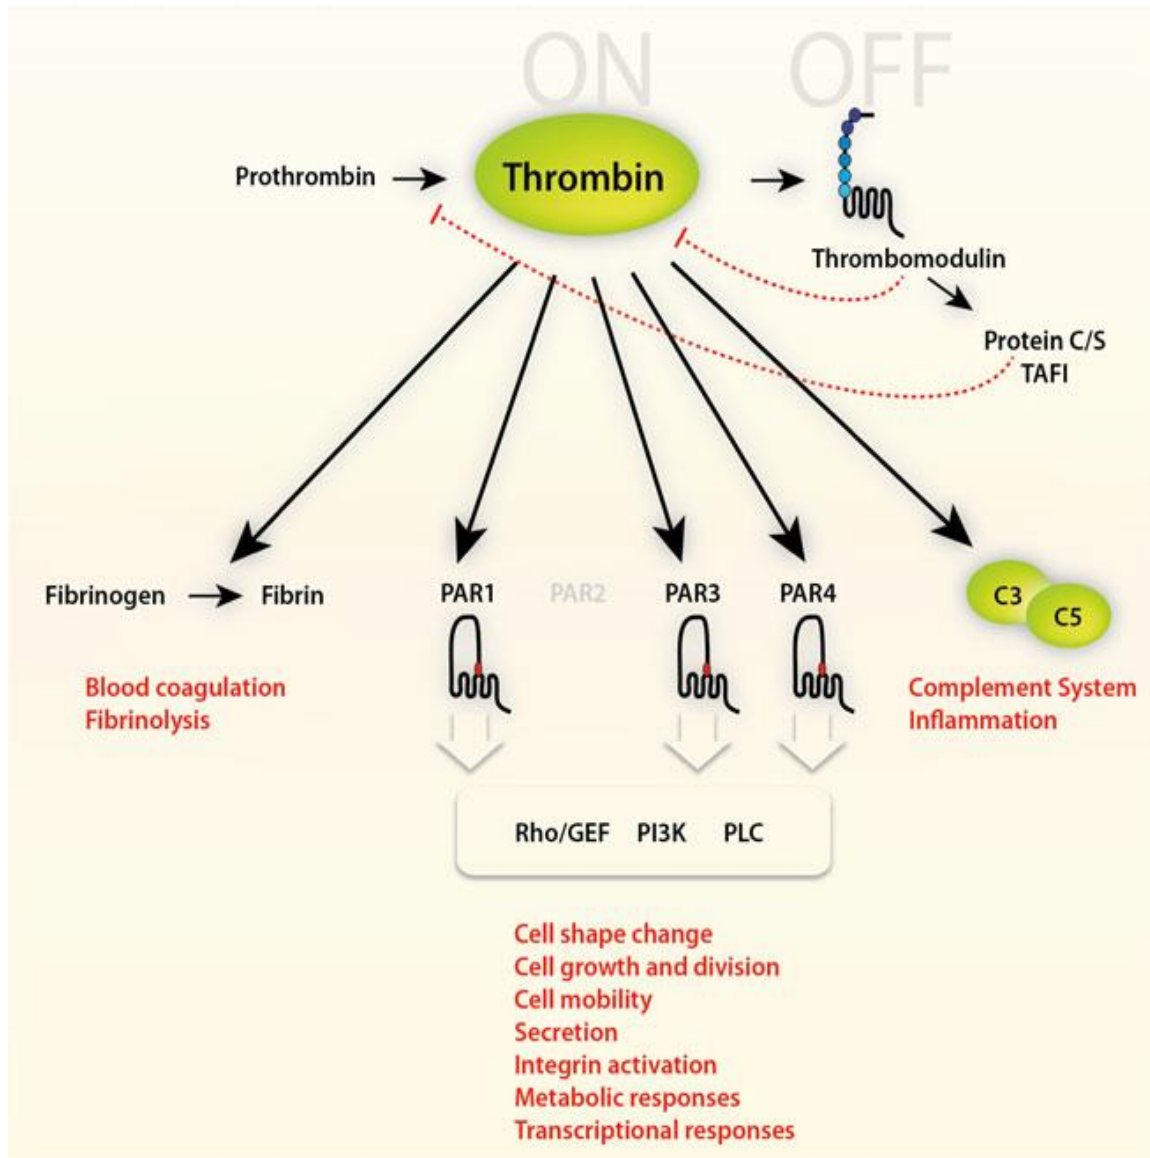 ON OFF
Prothrombin Thrombin
Thrombomodulin
Protein C/S
TAFI
Fibrinogen Fibrin PAR1 PAR2 PAR3 PAR4 C3
C5
Blood coagulation
Fibrinolysis
Complement System
Inflammation
Rho/GEF PI3K PLC
Cell shape change
Cell growth and division
Cell mobility
Secretion
Integrin activation
Metabolic responses
Transcriptional responses